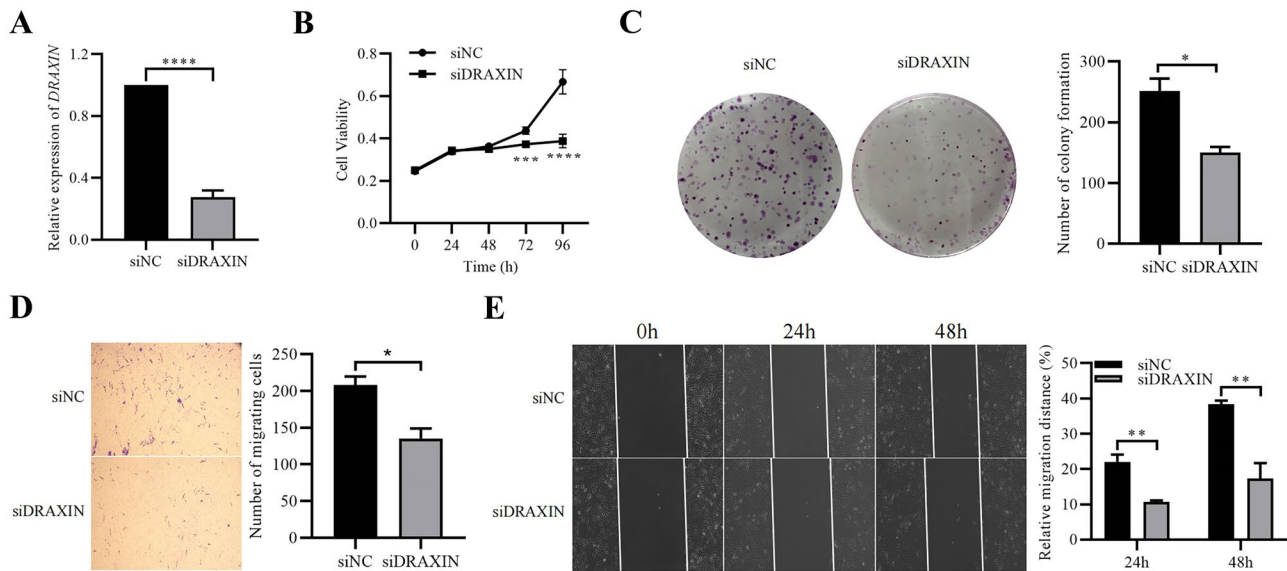 A
Relative expression of DRAXIN
1.2
0.8
0.4
0.0
****
siNC
siDRAXIN
B
siNC
siDRAXIN
Cell Viability
0.8
0.6
0.4
0.2
0.0
***
****
0
24
48
72
96
Time (h)
C
siNC
siDRAXIN
Number of colony formation
300
200
100
0
*
siNC
siDRAXIN
D
siNC
siDRAXIN
Number of migrating cells
250
200
150
100
50
0
*
siNC
siDRAXIN
E
0h
24h
48h
siNC
siDRAXIN
Relative migration distance (%)
50
40
30
20
10
0
siNC
siDRAXIN
**
**
24h
48h